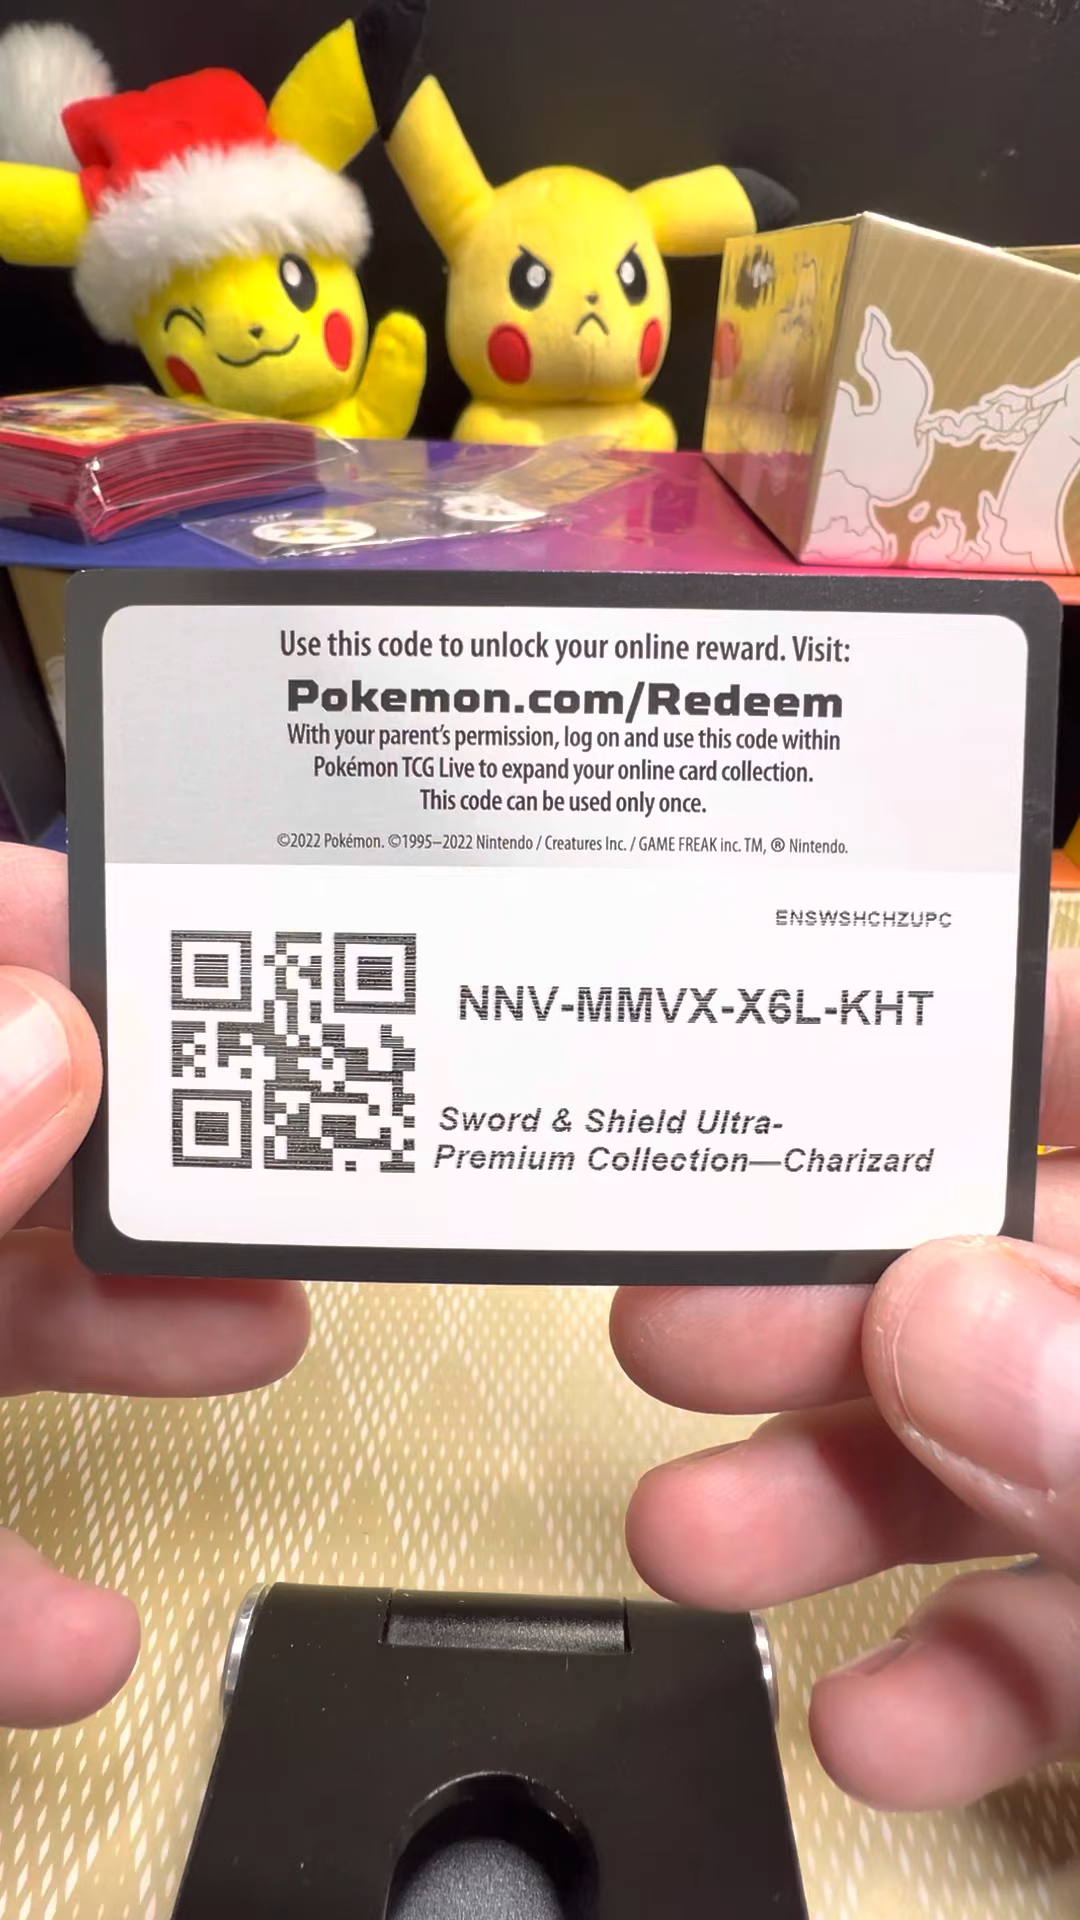 Use this code to unlock your online reward. Visit:
Pokemon.com/Redeem
With your parent's permission, log on and use this code within
Pokémon TCG Live to expand your online card collection.
This code can be used only once.
©2022 Pokémon. ©1995–2022 Nintendo / Creatures Inc. / GAME FREAK inc. TM, ® Nintendo.
ENSWSHCHZUPC
NNV-MMVX-X6L-KHT
Sword & Shield Ultra-
Premium Collection—Charizard